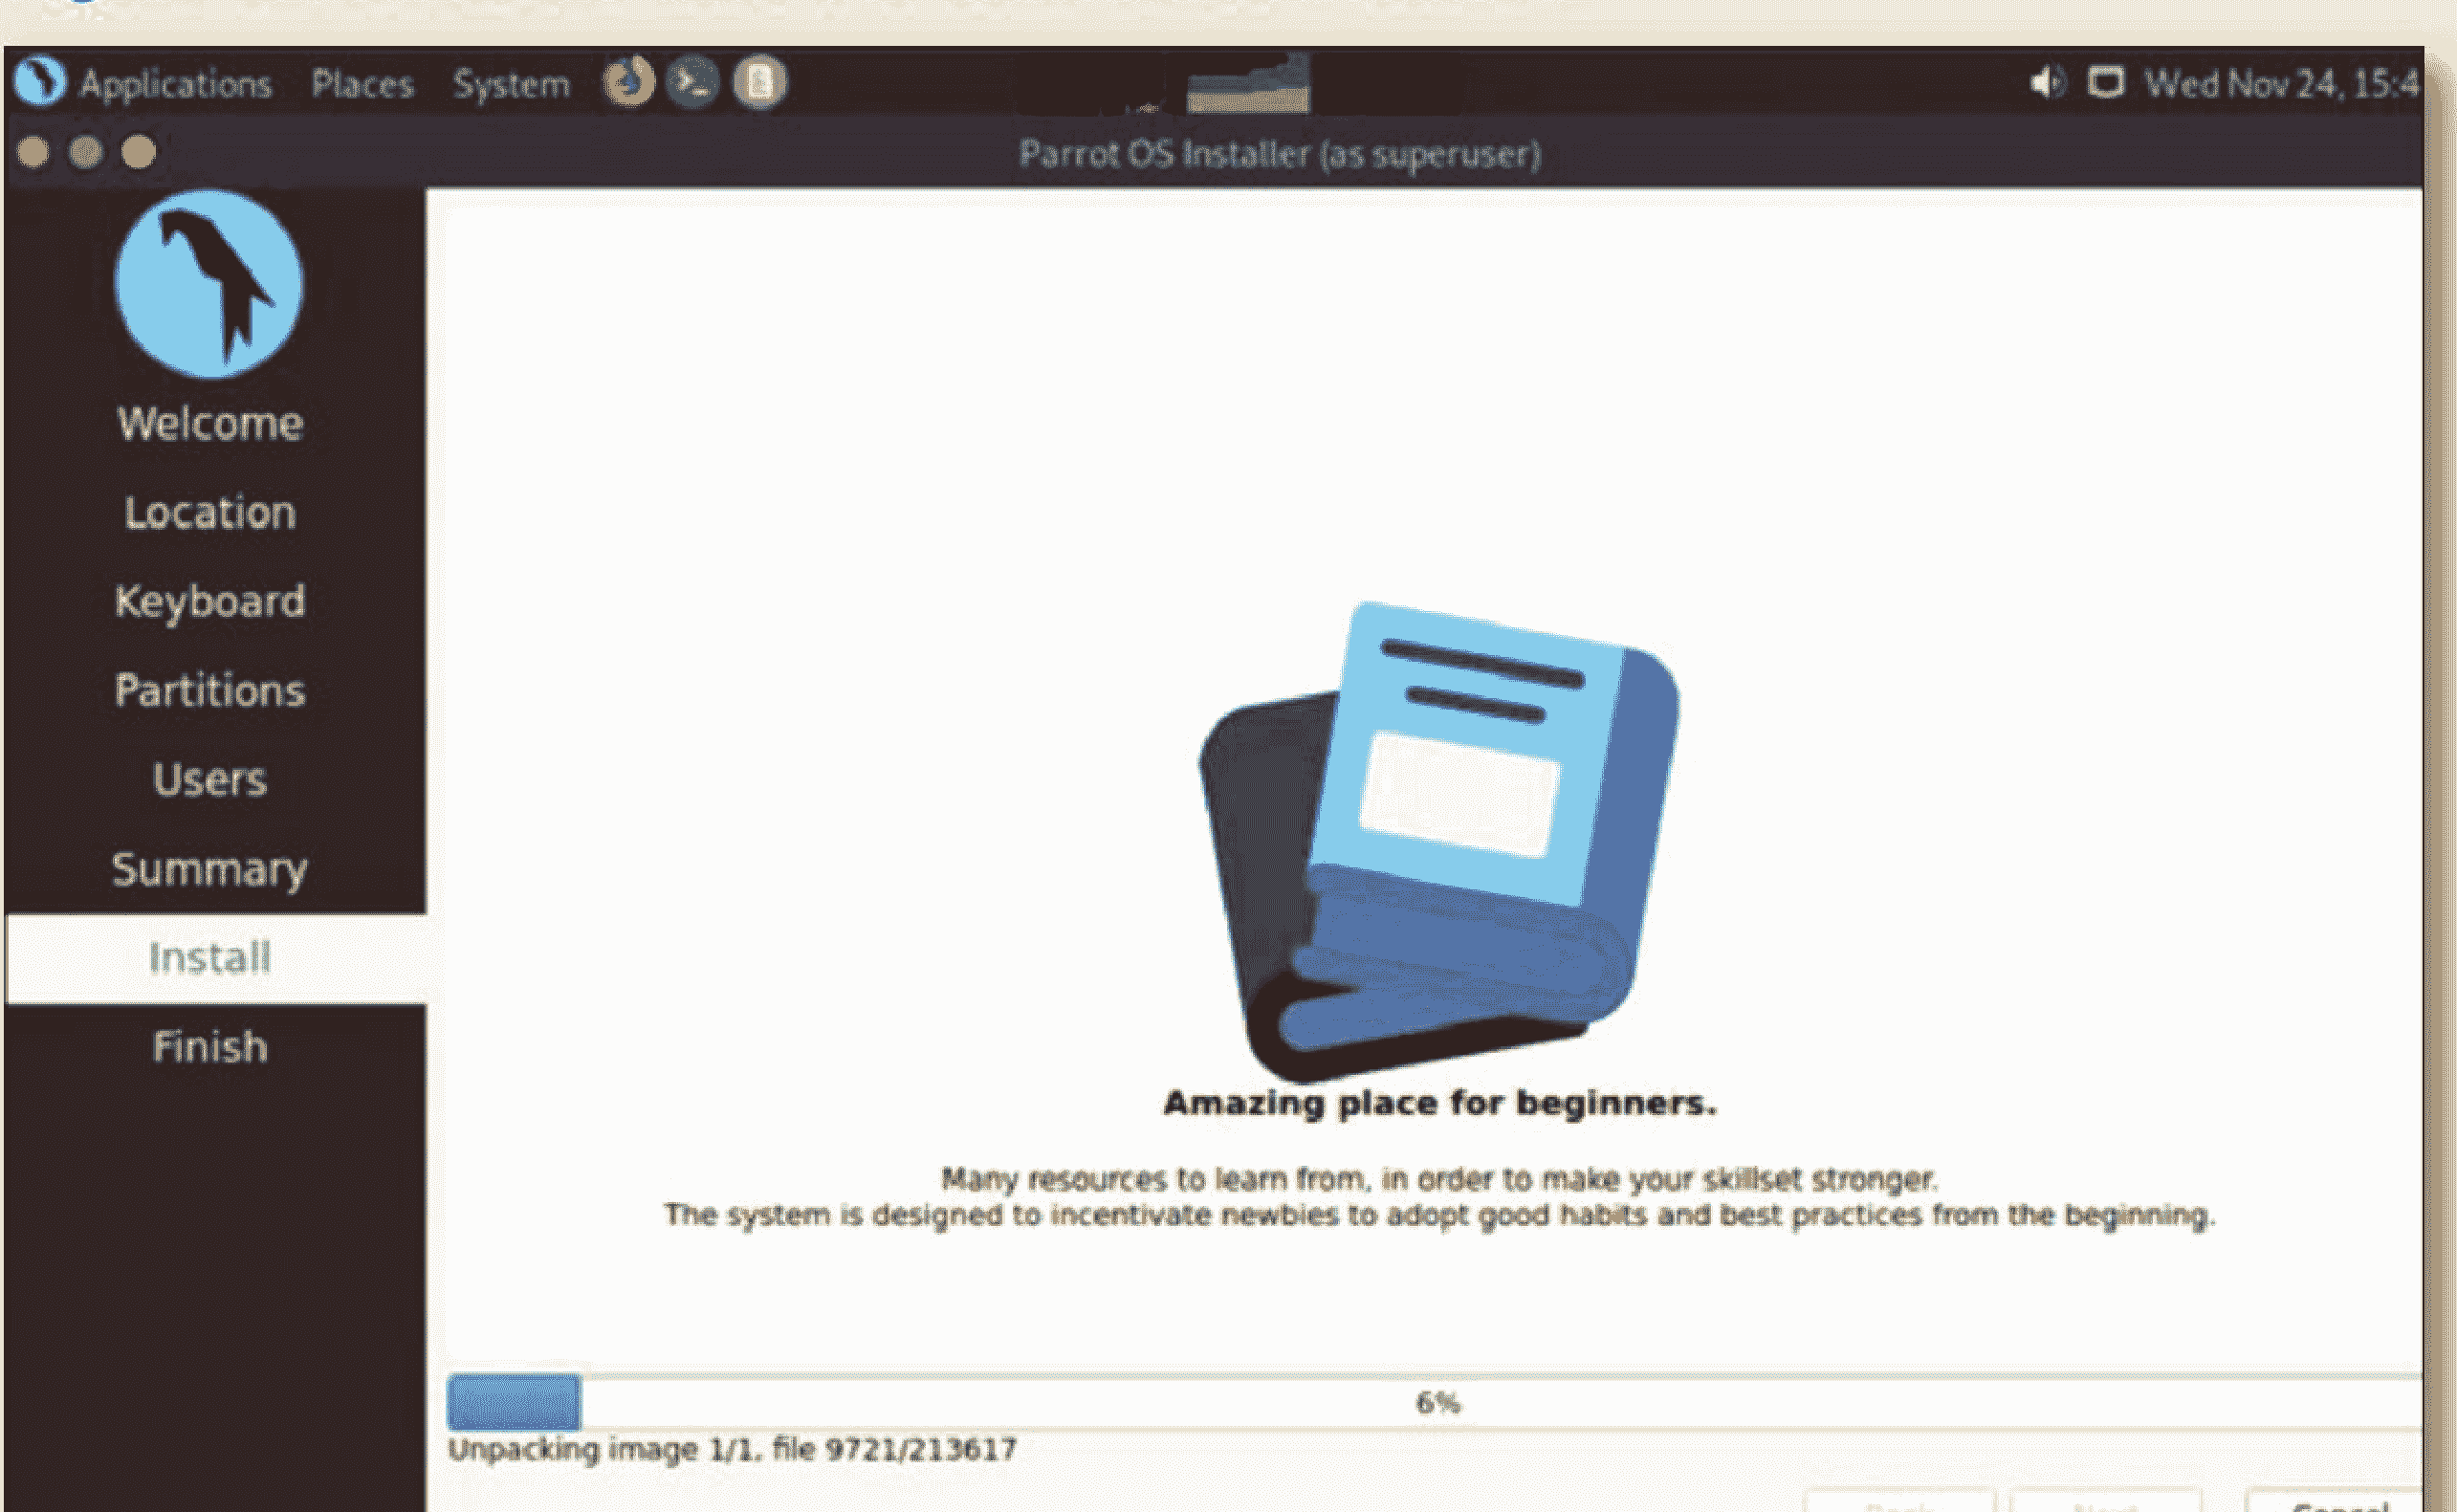 Applications Places System
Wed Nov 24, 15:4
Parrot OS Installer (as superuser)
Welcome
Location
Keyboard
Partitions
Users
Summary
Install
Finish
Amazing place for beginners.
Many resources to learn from, in order to make your skillset stronger.
The system is designed to incentivate newbies to adopt good habits and best practices from the beginning.
6%
Unpacking image 1/1, file 9721/213617